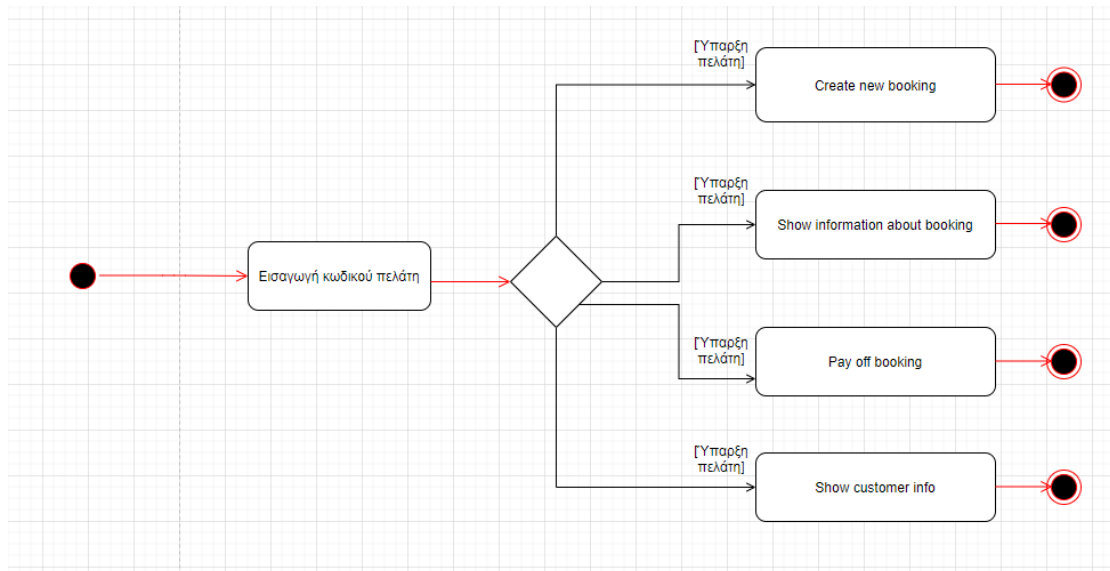 [Ύπαρξη
πελάτη]
Create new booking
[Ύπαρξη
πελάτη]
Show information about booking
Εισαγωγή κωδικού πελάτη
[Ύπαρξη
πελάτη]
Pay off booking
[Ύπαρξη
πελάτη]
Show customer info